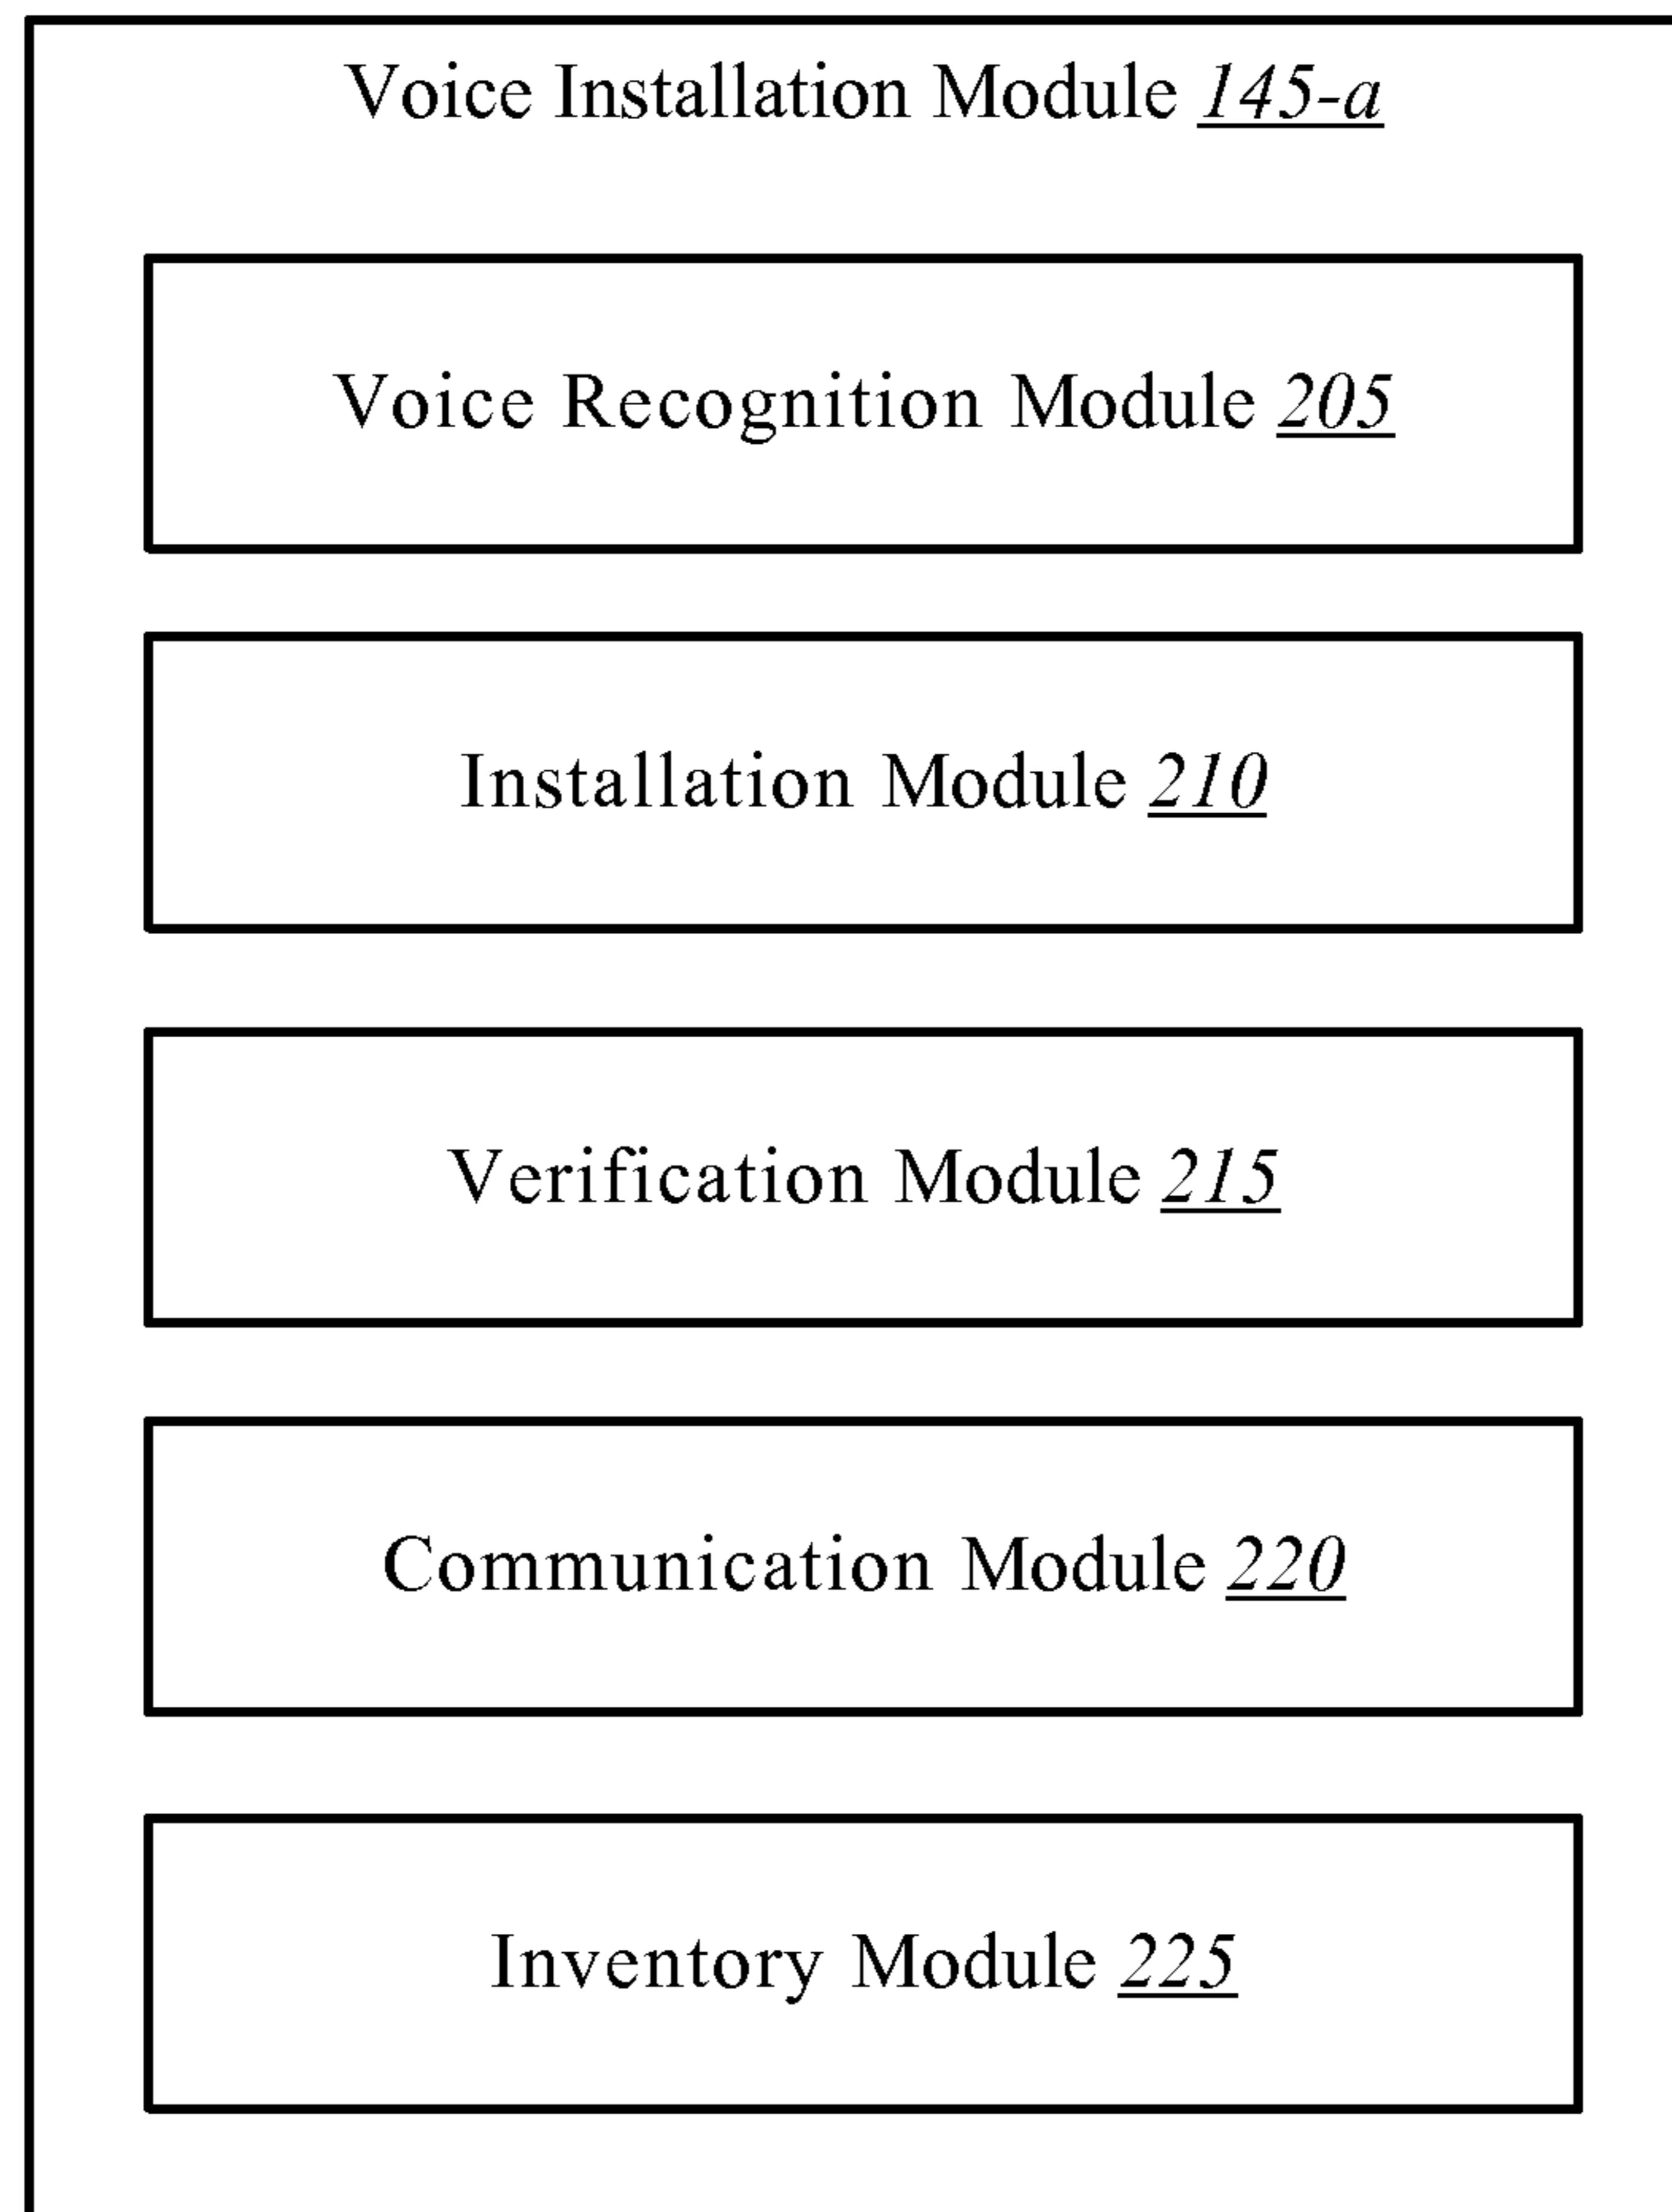 Voice Installation Module 145-a
Voice Recognition Module 205
Installation Module 210
Verification Module 215
Communication Module 220
Inventory Module 225